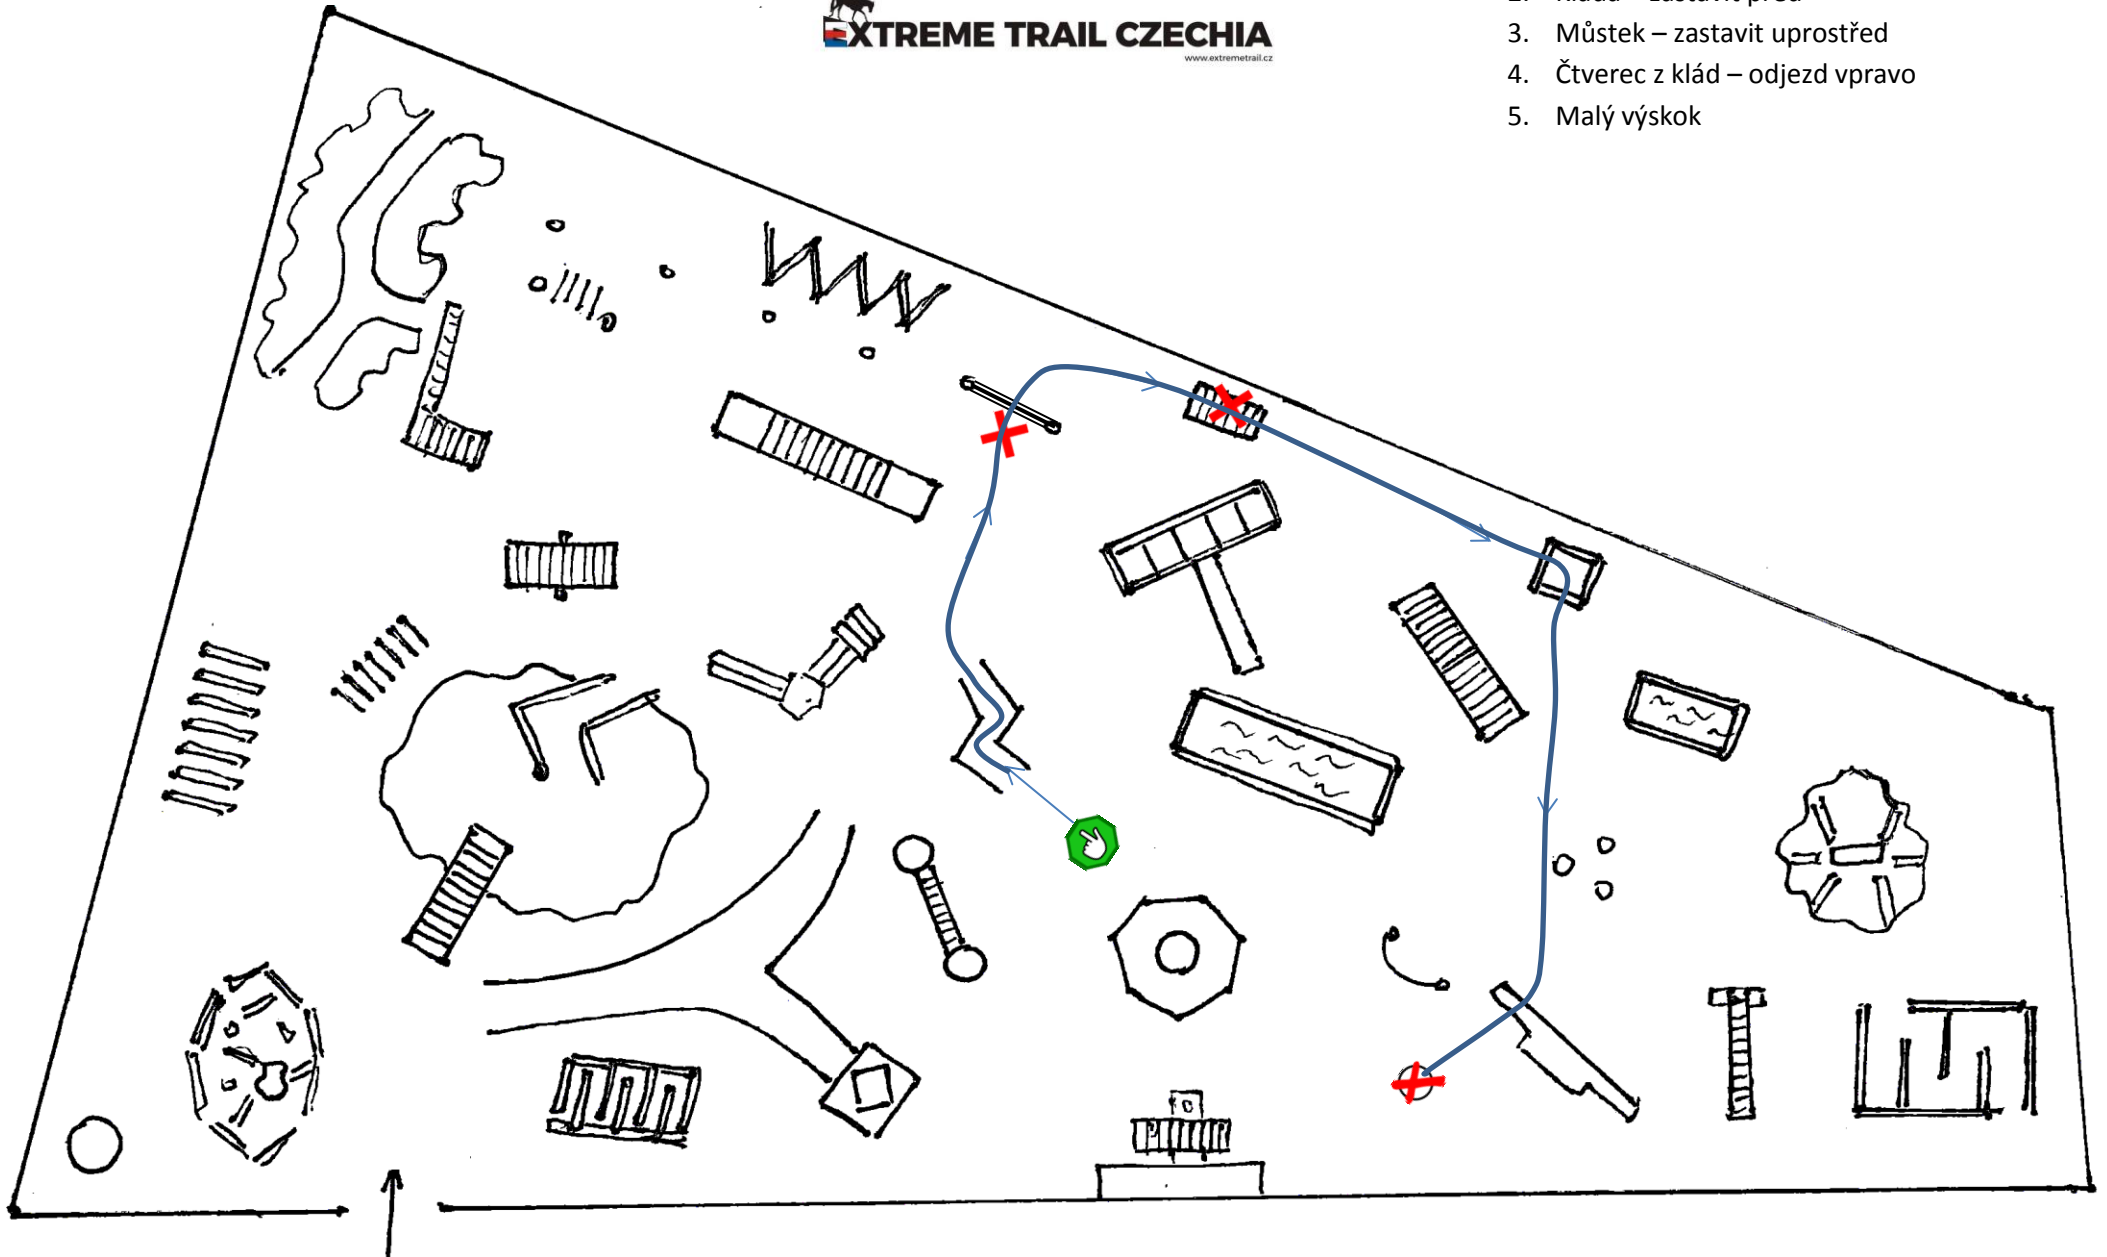 EXTREME TRAIL CZECHIA
www.extremetrail.cz
3. Můstek – zastavit uprostřed
4. Čtverec z klád – odjezd vpravo
5. Malý výskok